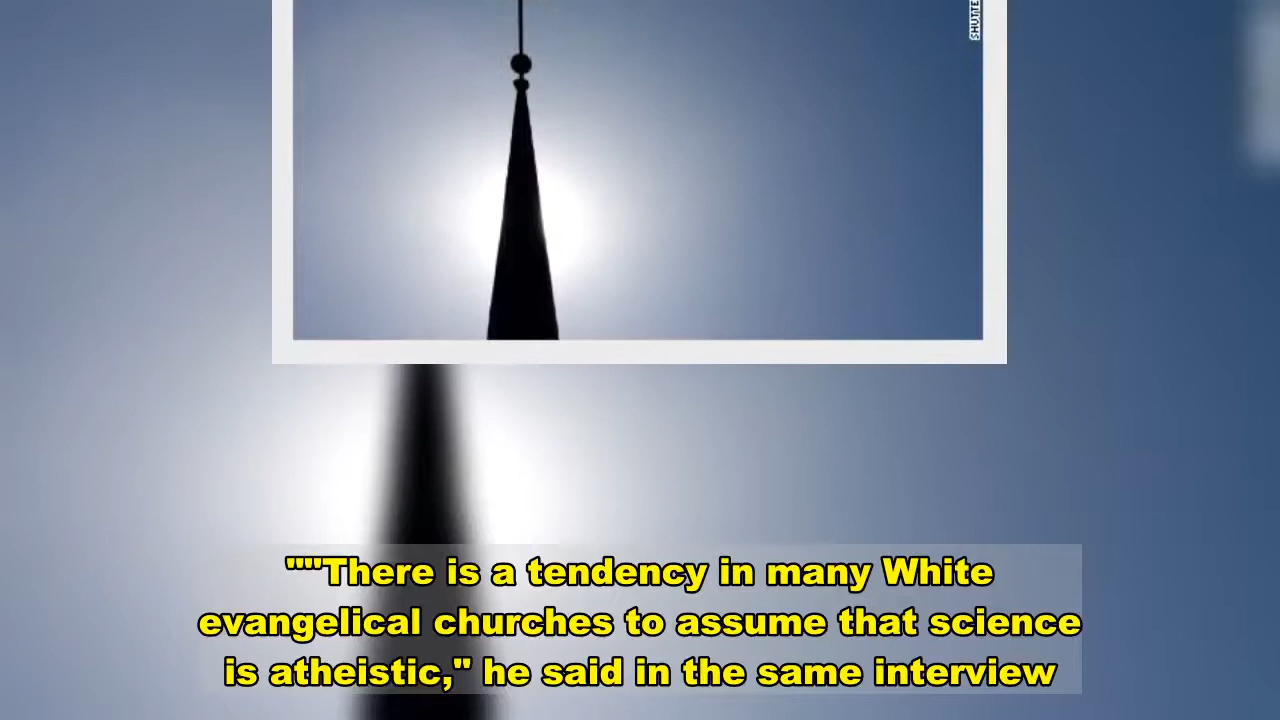 SHUTTE
""There is a tendency in many White
evangelical churches to assume that science
is atheistic," he said in the same interview